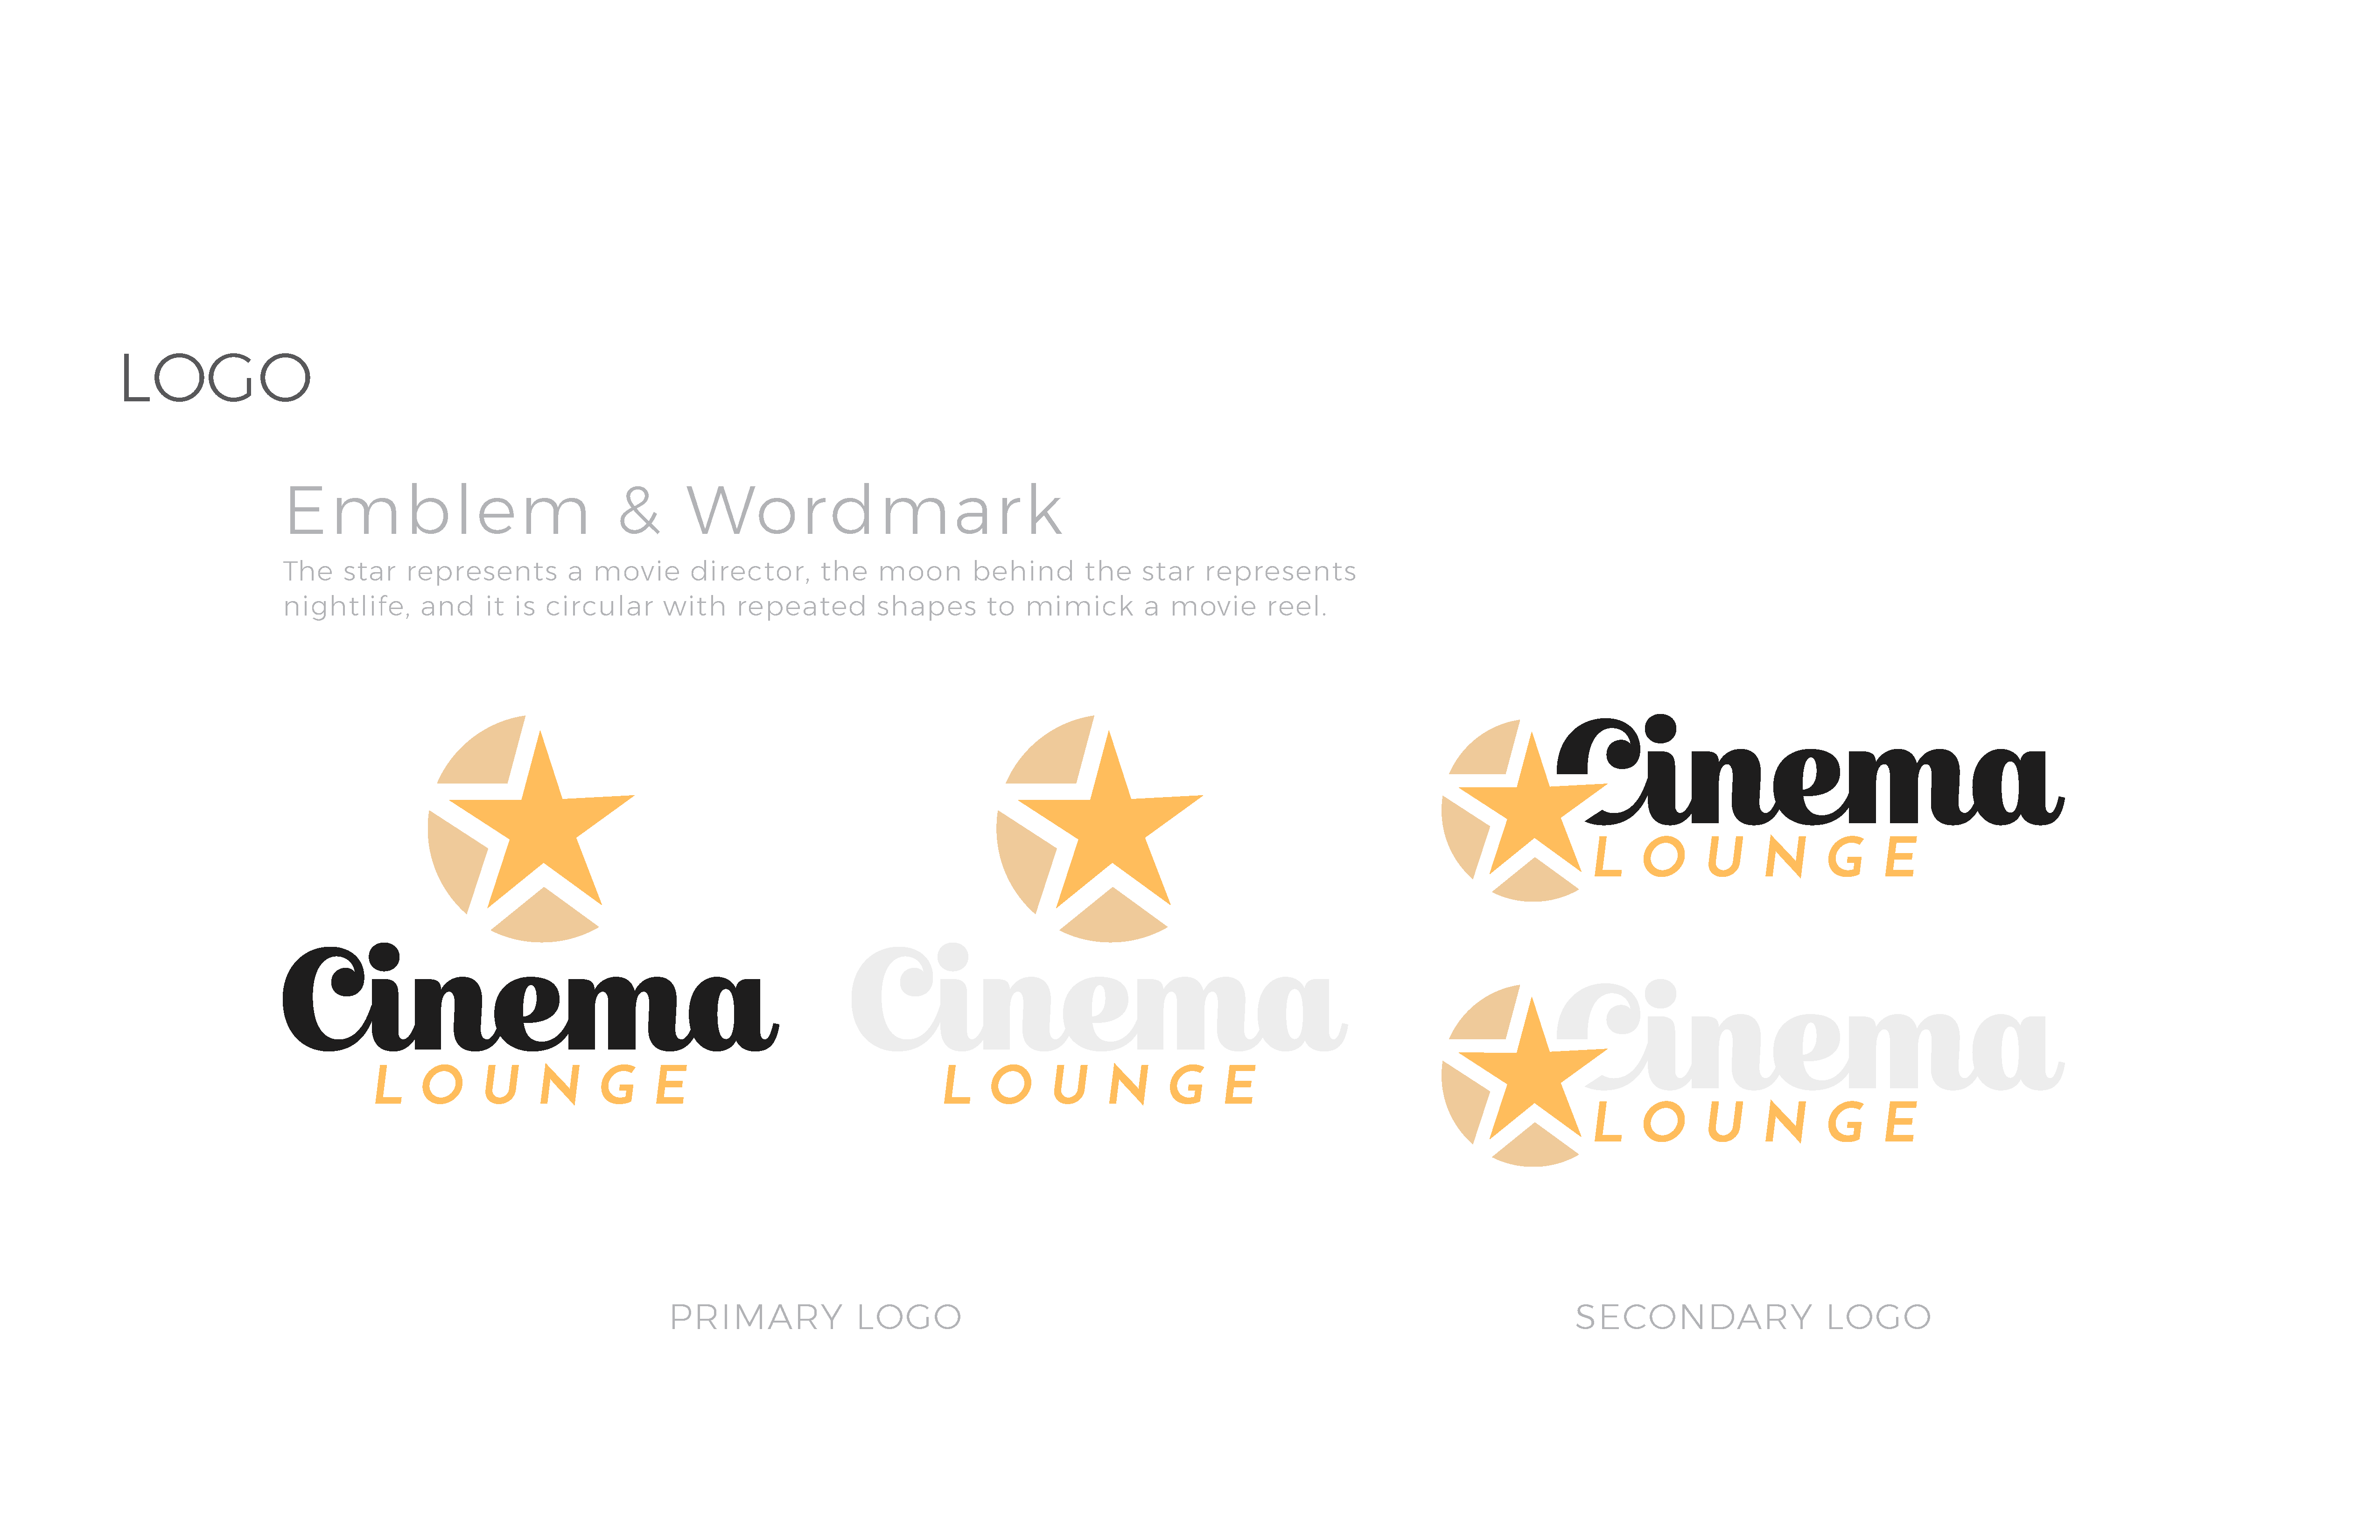 LOGO
Emblem & Wordmark
The star represents a movie director, the moon behind the star represents
nightlife, and it is circular with repeated shapes to mimick a movie reel.
Cinema
LOUNGE
Cinema
LOUNGE
Cinema
LOUNGE
Cinema
LOUNGE
PRIMARY LOGO
SECONDARY LOGO